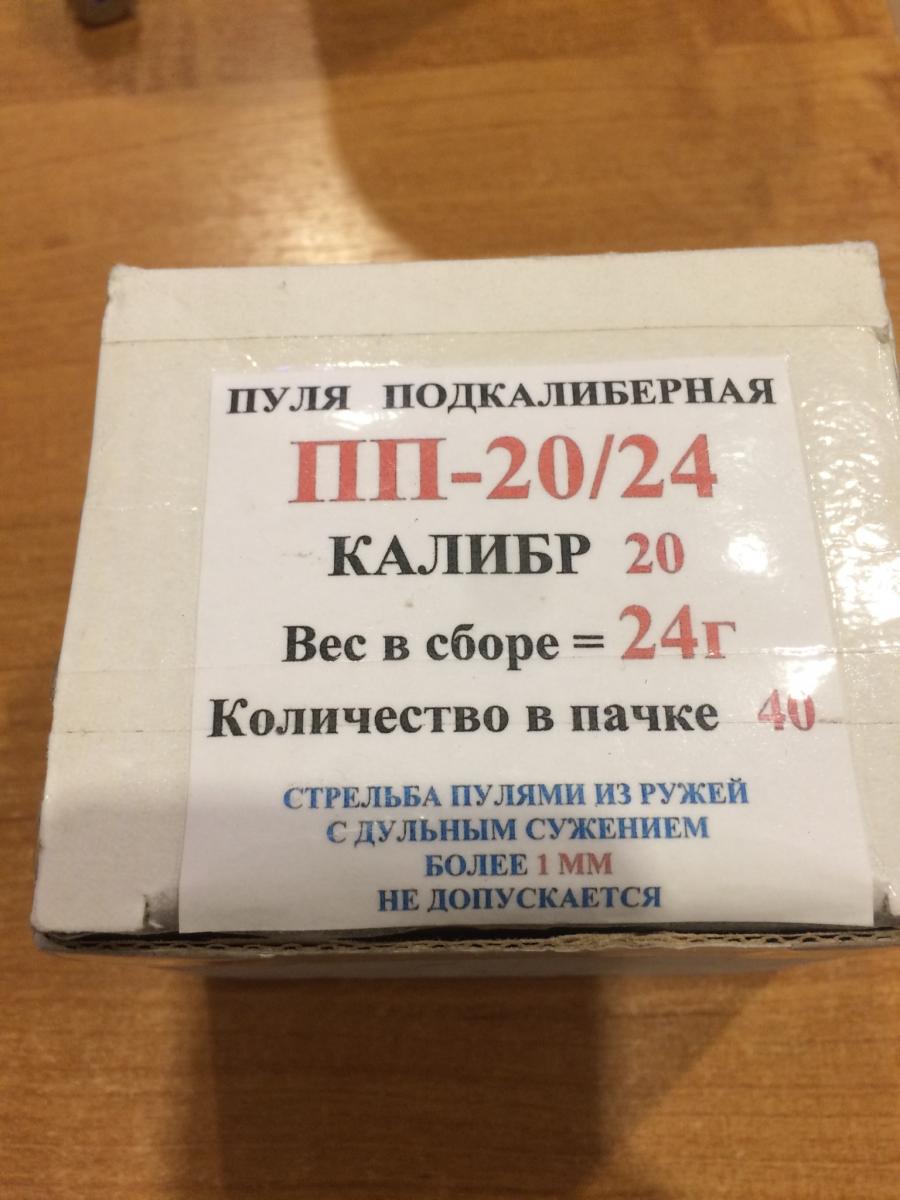 ПУЛЯ ПОДКАЛИБЕРНАЯ
ПП-20/24
КАЛИБР 20
Вес в сборе = 24г
Количество в пачке 40
СТРЕЛЬБА ПУЛЯМИ ИЗ РУЖЕЙ
С ДУЛЬНЫМ СУЖЕНИЕМ
БОЛЕЕ 1 ММ
НЕ ДОПУСКАЕТСЯ